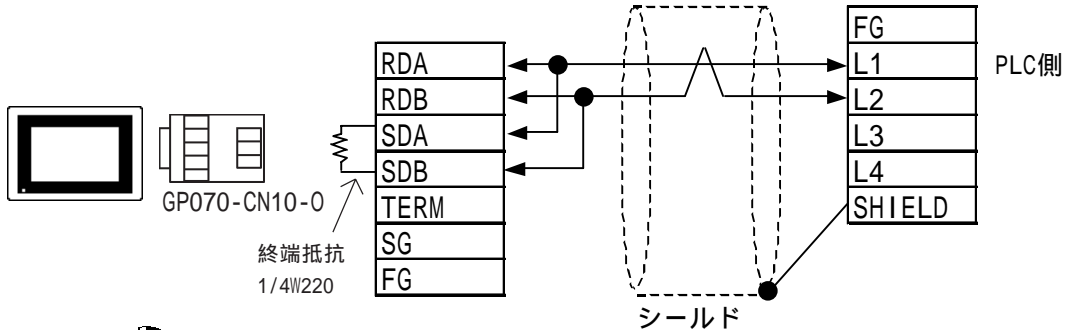 GP070-CN10-0
終端抵抗
1/4W220
RDA
RDB
SDA
SDB
TERM
SG
FG
シールド
FG
L1
L2
L3
L4
SHIELD
PLC側